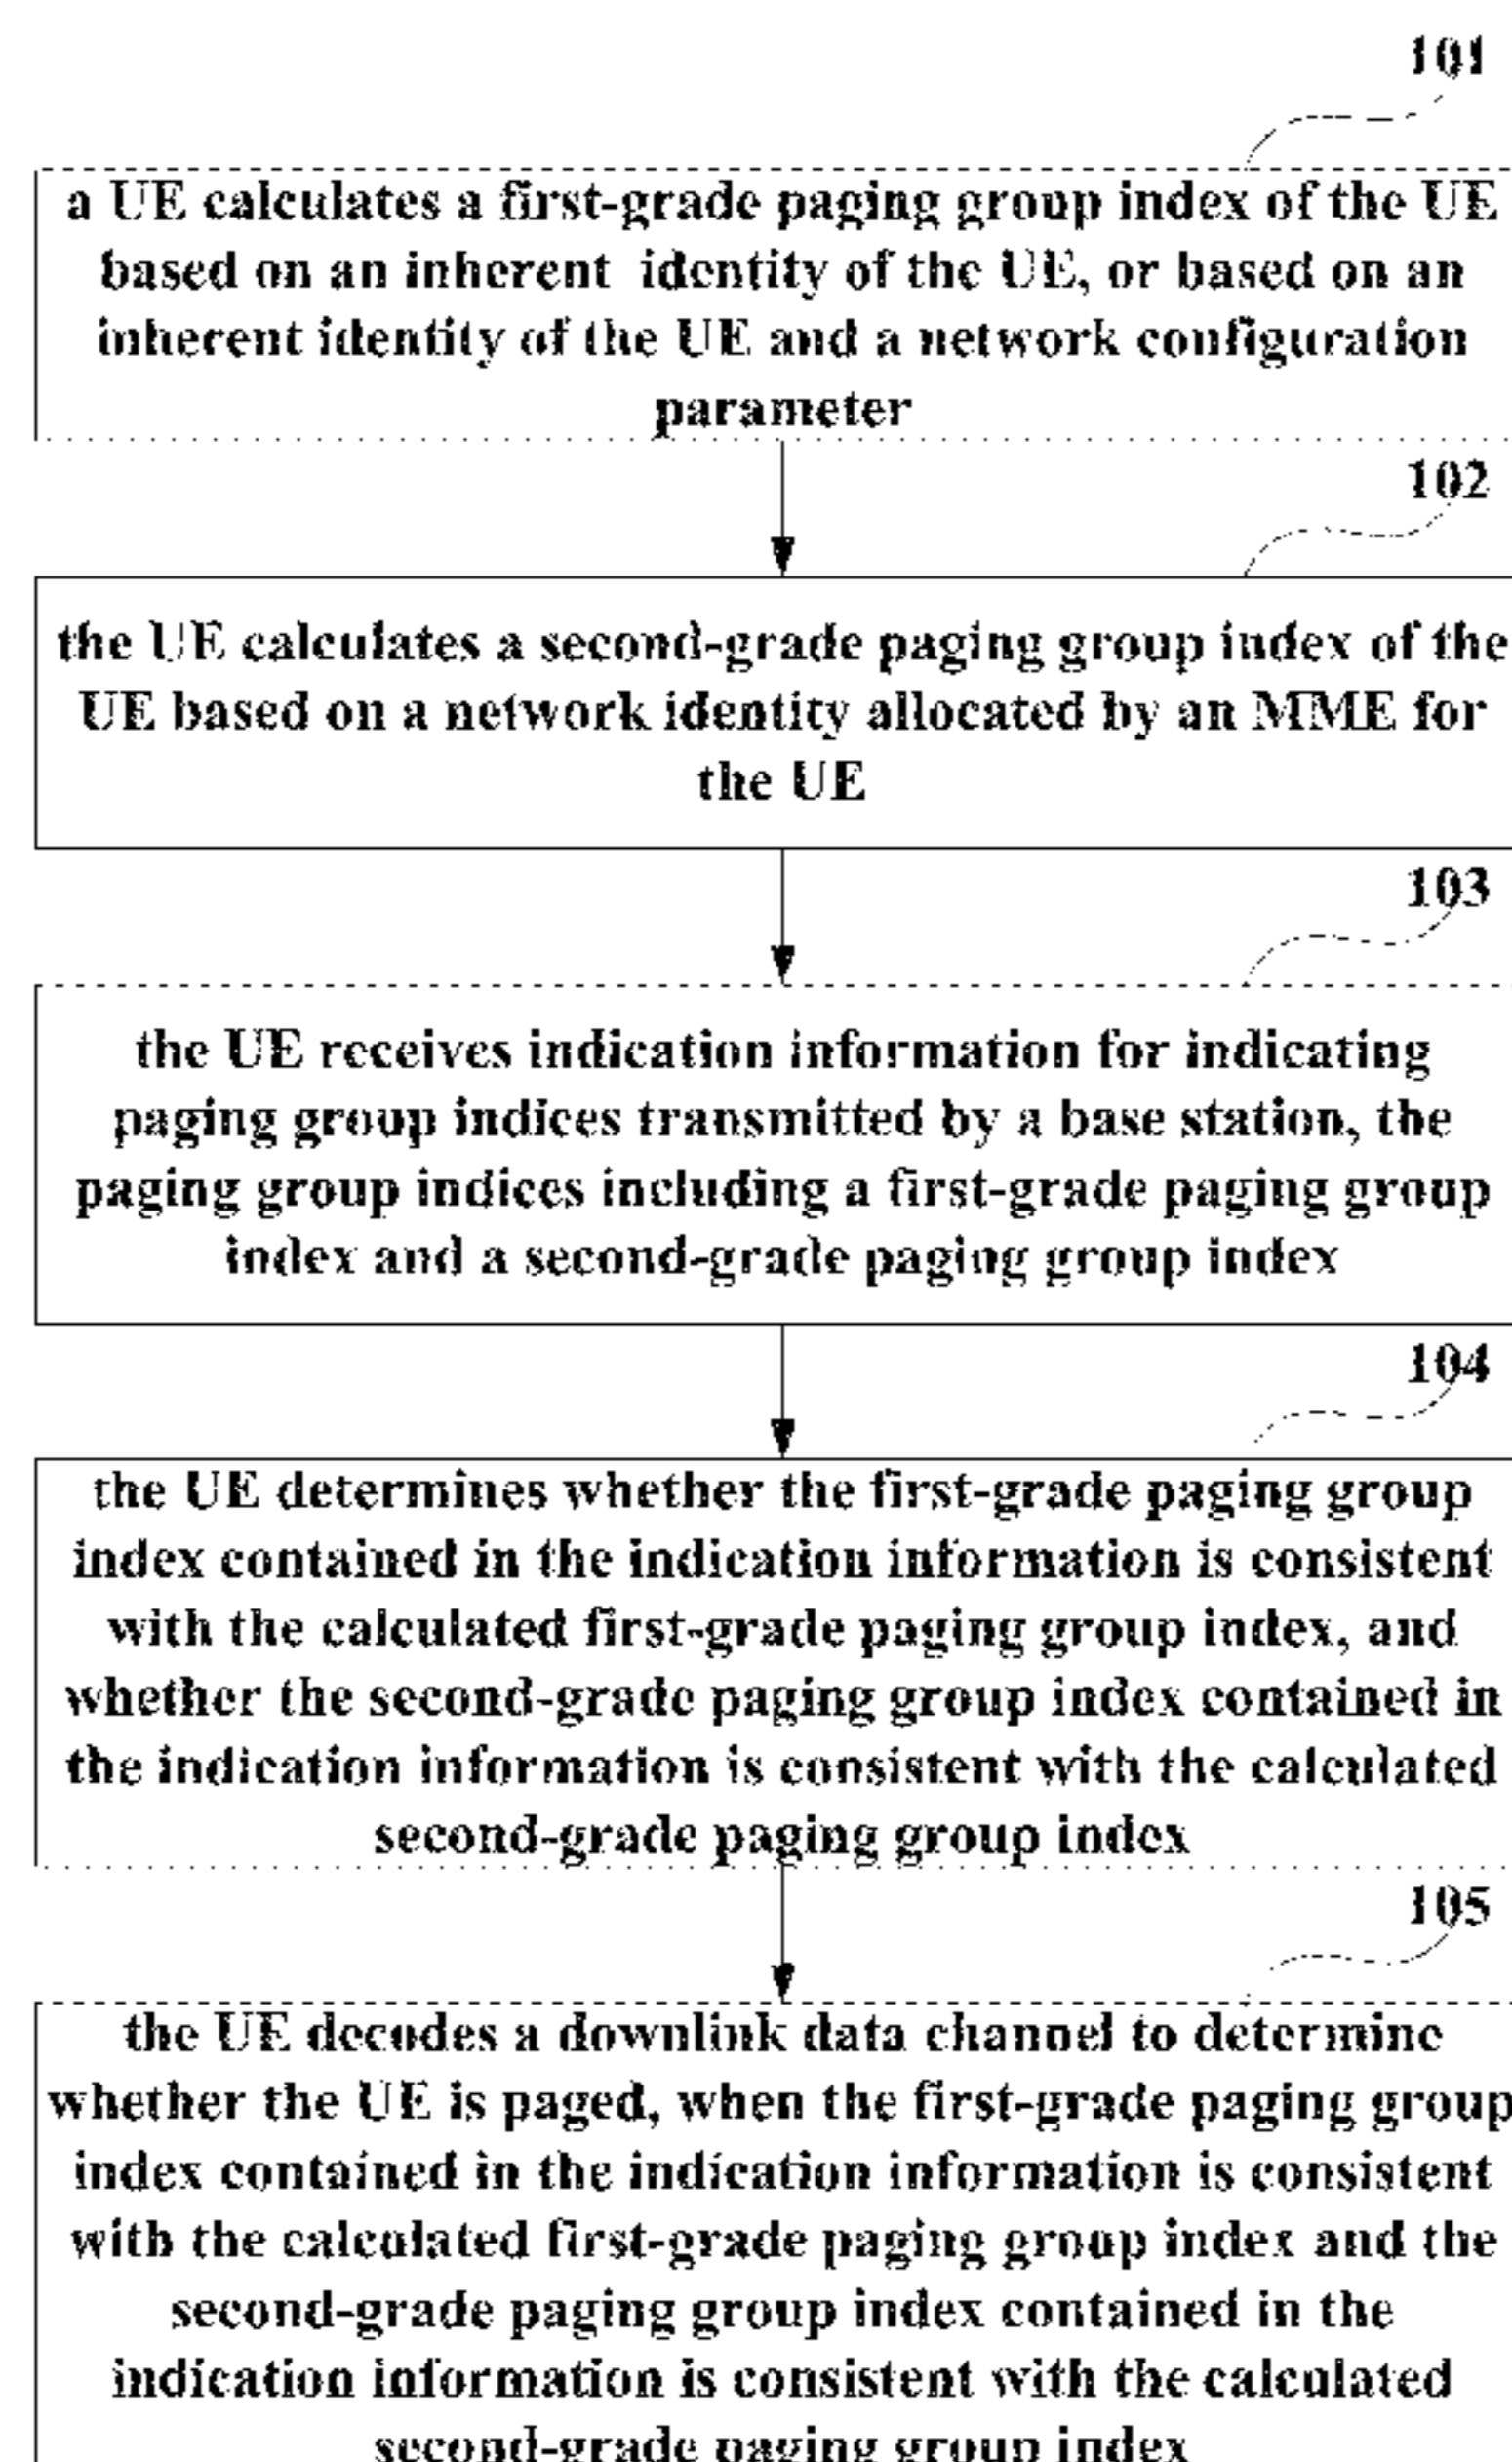 101
a UE calculates a first-grade paging group index of the UE
based on an inherent identity of the UE, or based on an
inherent identity of the UE and a network configuration
parameter
102
the UE calculates a second-grade paging group index of the
UE based on a network identity allocated by an MME for
the UE
103
the UE receives indication information for indicating
paging group indices transmitted by a base station, the
paging group indices including a first-grade paging group
index and a second-grade paging group index
104
the UE determines whether the first-grade paging group
index contained in the indication information is consistent
with the calculated first-grade paging group index, and
whether the second-grade paging group index contained in
the indication information is consistent with the calculated
second-grade paging group index
105
the UE decodes a downlink data channel to determine
whether the UE is paged, when the first-grade paging group
index contained in the indication information is consistent
with the calculated first-grade paging group index and the
second-grade paging group index contained in the
indication information is consistent with the calculated
second-grade paging group index